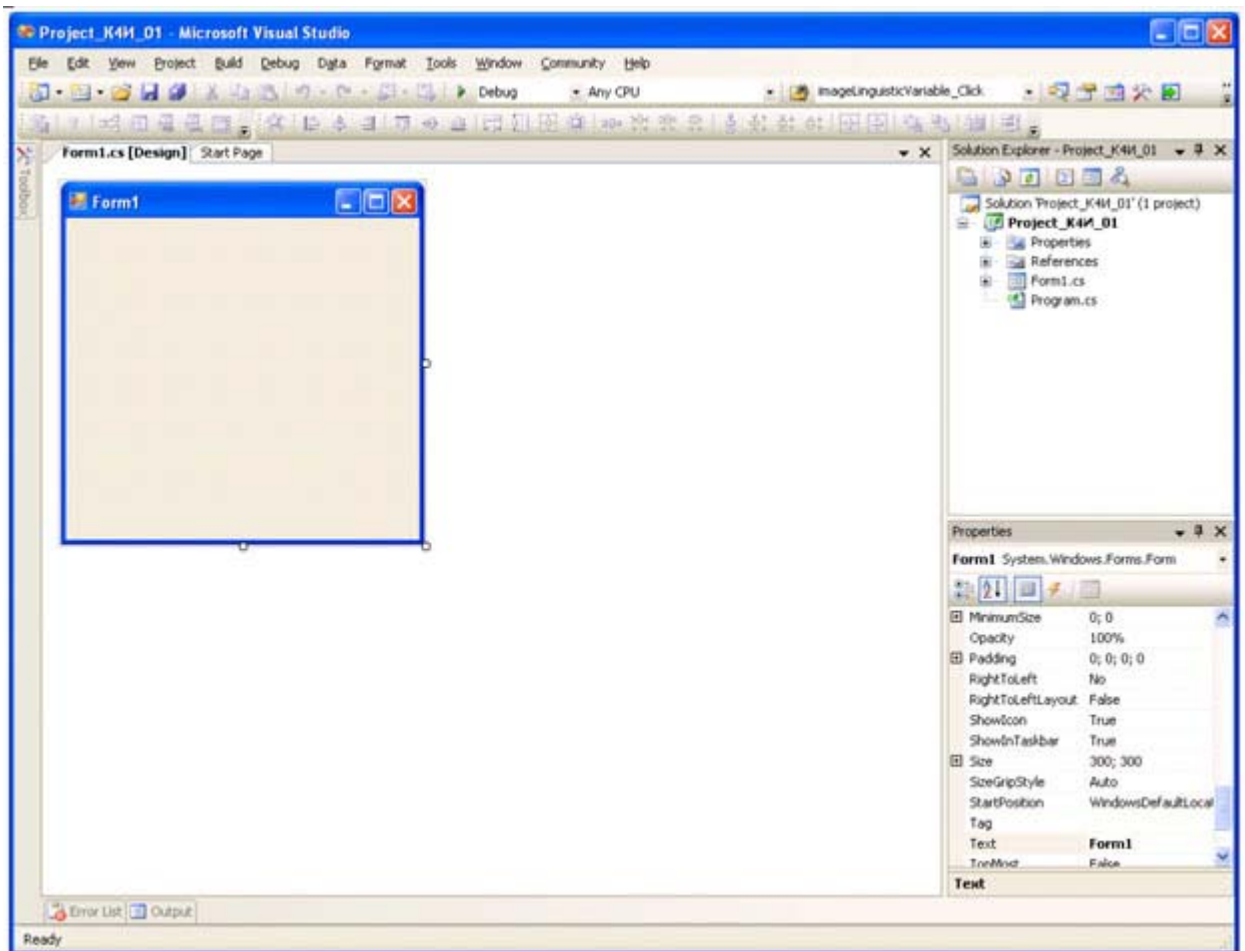 Project_К4И_01 - Microsoft Visual Studio
File Edit View Project Build Debug Data Format Tools Window Community Help
Debug Any CPU imageLinguisticVariable_Click
Toolbox
Form1.cs [Design] Start Page
Form1
Solution Explorer - Project_К4И_01
Solution 'Project_К4И_01' (1 project)
Project_К4И_01
Properties
References
Form1.cs
Program.cs
Properties
Form1 System.Windows.Forms.Form
MinimumSize 0; 0
Opacity 100%
Padding 0; 0; 0; 0
RightToLeft No
RightToLeftLayout False
ShowIcon True
ShowInTaskbar True
Size 300; 300
SizeGripStyle Auto
StartPosition WindowsDefaultLocat
Tag
Text Form1
TopMost False
Text
Error List Output
Ready